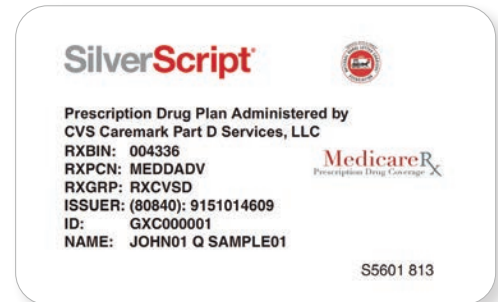 SilverScript®
Prescription Drug Plan Administered by
CVS Caremark Part D Services, LLC
RXBIN: 004336
RXPCN: MEDDADV
RXGRP: RXCVSD
ISSUER: (80840): 9151014609
ID: GXC000001
NAME: JOHN01 Q SAMPLE01
MedicareRx
Prescription Drug Coverage
S5601 813